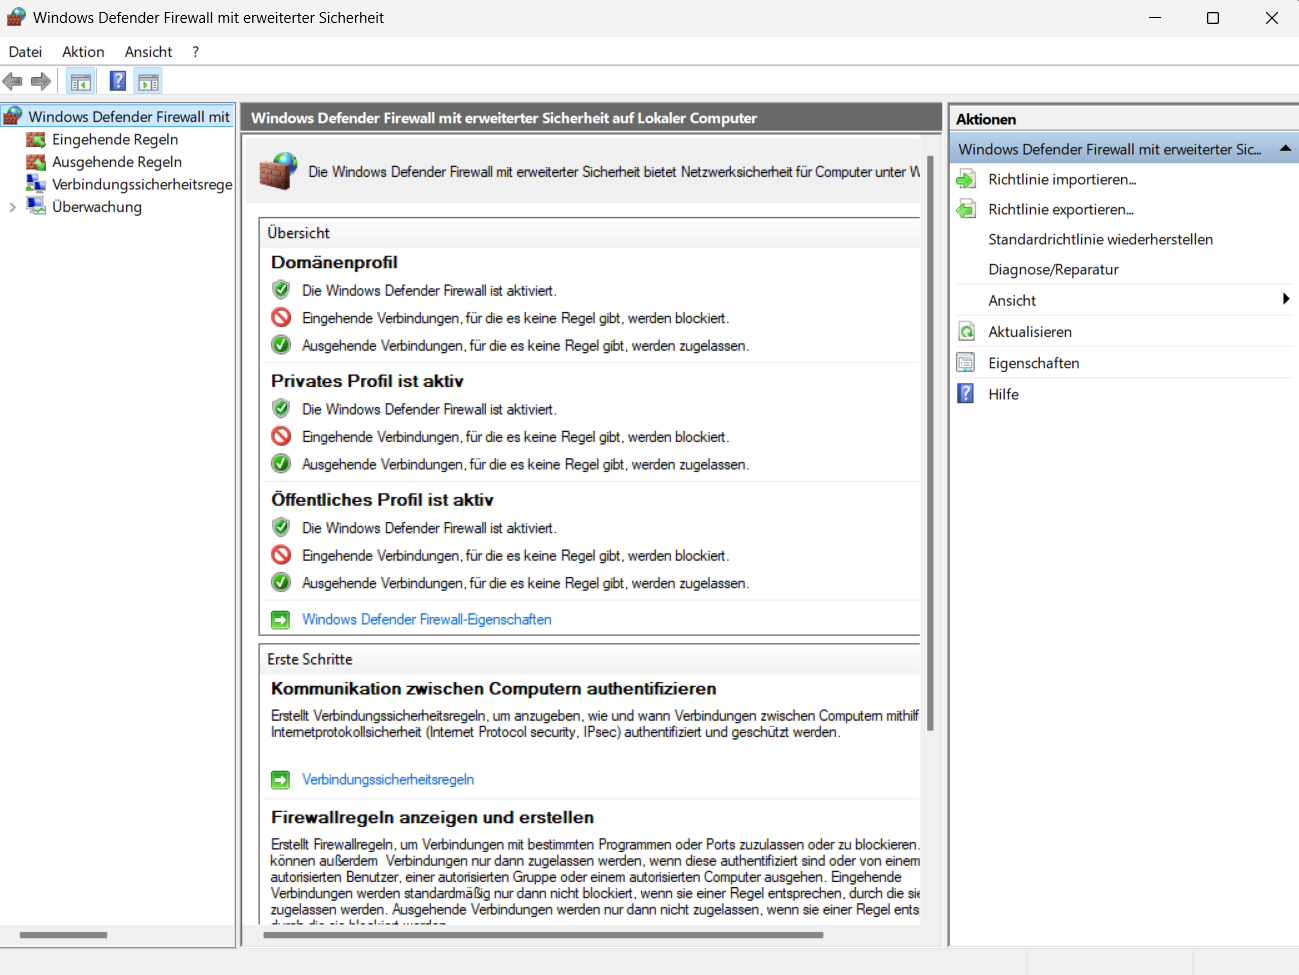 Windows Defender Firewall mit erweiterter Sicherheit
Datei Aktion Ansicht ?
Windows Defender Firewall mit
Eingehende Regeln
Ausgehende Regeln
Verbindungssicherheitsrege
Überwachung
Windows Defender Firewall mit erweiterter Sicherheit auf Lokaler Computer
Die Windows Defender Firewall mit erweiterter Sicherheit bietet Netzwerksicherheit für Computer unter W
Übersicht
Domänenprofil
Die Windows Defender Firewall ist aktiviert.
Eingehende Verbindungen, für die es keine Regel gibt, werden blockiert.
Ausgehende Verbindungen, für die es keine Regel gibt, werden zugelassen.
Privates Profil ist aktiv
Die Windows Defender Firewall ist aktiviert.
Eingehende Verbindungen, für die es keine Regel gibt, werden blockiert.
Ausgehende Verbindungen, für die es keine Regel gibt, werden zugelassen.
Öffentliches Profil ist aktiv
Die Windows Defender Firewall ist aktiviert.
Eingehende Verbindungen, für die es keine Regel gibt, werden blockiert.
Ausgehende Verbindungen, für die es keine Regel gibt, werden zugelassen.
Windows Defender Firewall-Eigenschaften
Erste Schritte
Kommunikation zwischen Computern authentifizieren
Erstellt Verbindungssicherheitsregeln, um anzugeben, wie und wann Verbindungen zwischen Computern mithilf
Internetprotokollsicherheit (Internet Protocol security, IPsec) authentifiziert und geschützt werden.
Verbindungssicherheitsregeln
Firewallregeln anzeigen und erstellen
Erstellt Firewallregeln, um Verbindungen mit bestimmten Programmen oder Ports zuzulassen oder zu blockieren.
können außerdem Verbindungen nur dann zugelassen werden, wenn diese authentifiziert sind oder von einem
autorisierten Benutzer, einer autorisierten Gruppe oder einem autorisierten Computer ausgehen. Eingehende
Verbindungen werden standardmäßig nur dann nicht blockiert, wenn sie einer Regel entsprechen, durch die sie
zugelassen werden. Ausgehende Verbindungen werden nur dann nicht zugelassen, wenn sie einer Regel ents
durch die sie blockiert werden.
Aktionen
Windows Defender Firewall mit erweiterter Sic...
Richtlinie importieren...
Richtlinie exportieren...
Standardrichtlinie wiederherstellen
Diagnose/Reparatur
Ansicht
Aktualisieren
Eigenschaften
Hilfe